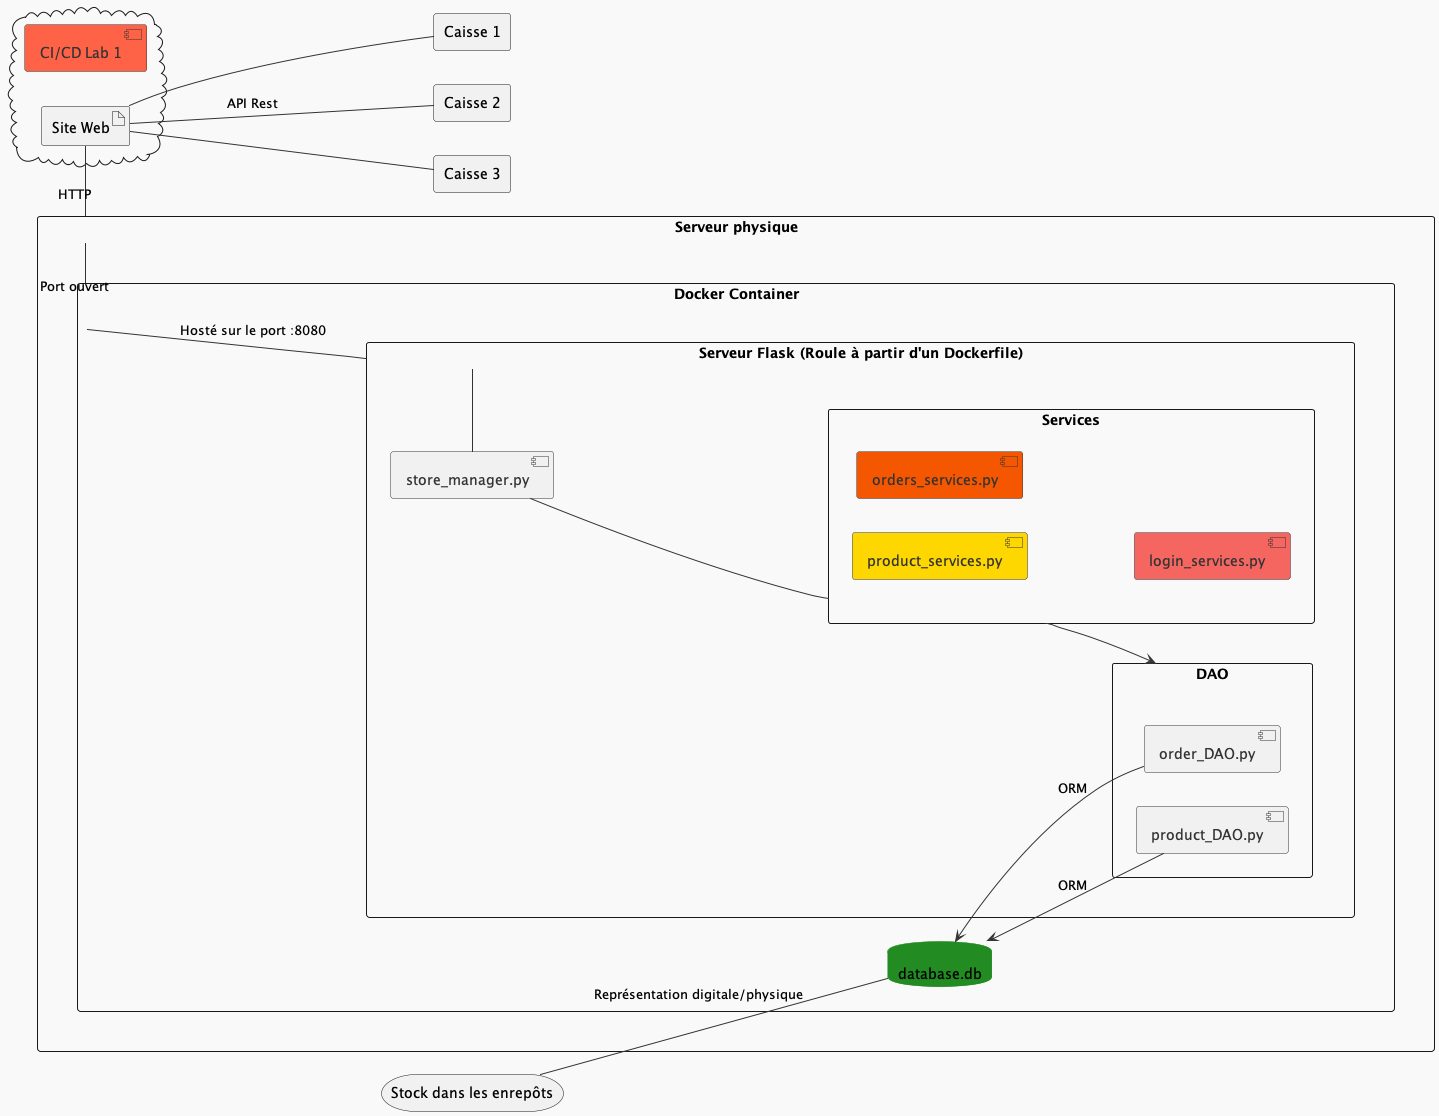 CI/CD Lab 1
Caisse 1
Caisse 2
API Rest
Site Web
Caisse 3
HTTP
Serveur physique
Port ouvert
Docker Container
Hosté sur le port :8080
Serveur Flask (Roule à partir d'un Dockerfile)
Services
store_manager.py
orders_services.py
product_services.py
login_services.py
DAO
order_DAO.py
ORM
product_DAO.py
ORM
database.db
Représentation digitale/physique
Stock dans les enrepôts